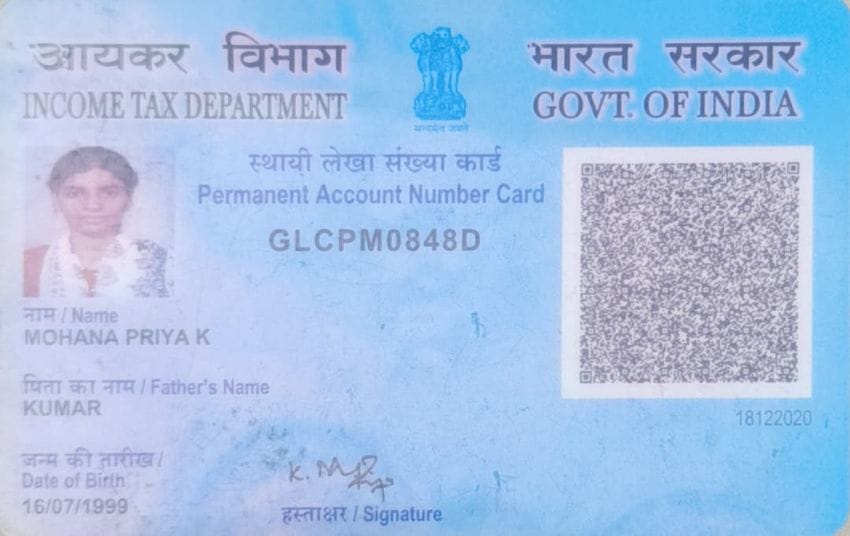 आयकर विभाग
INCOME TAX DEPARTMENT
सत्यमेव जयते
भारत सरकार
GOVT. OF INDIA
स्थायी लेखा संख्या कार्ड
Permanent Account Number Card
GLCPM0848D
नाम / Name
MOHANA PRIYA K
पिता का नाम / Father's Name
KUMAR
18122020
जन्म की तारीख /
Date of Birth
16/07/1999
हस्ताक्षर / Signature